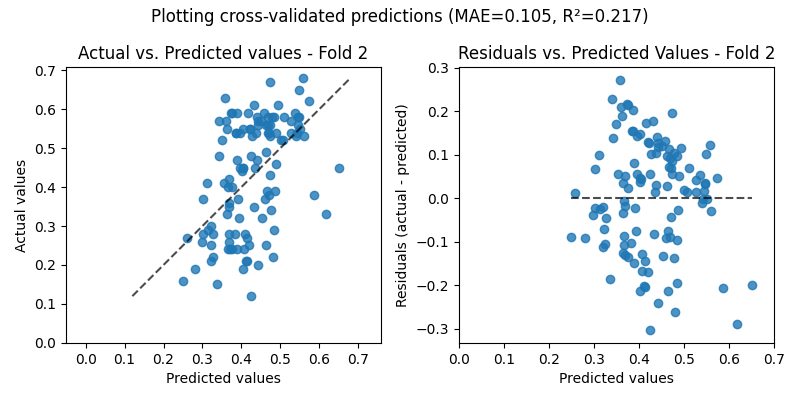 Plotting cross-validated predictions (MAE=0.105, R²=0.217)
Actual vs. Predicted values - Fold 2
Actual values
0.7
0.6
0.5
0.4
0.3
0.2
0.1
0.0
0.0 0.1 0.2 0.3 0.4 0.5 0.6 0.7
Predicted values
Residuals vs. Predicted Values - Fold 2
Residuals (actual - predicted)
0.3
0.2
0.1
0.0
−0.1
−0.2
−0.3
0.0 0.1 0.2 0.3 0.4 0.5 0.6 0.7
Predicted values